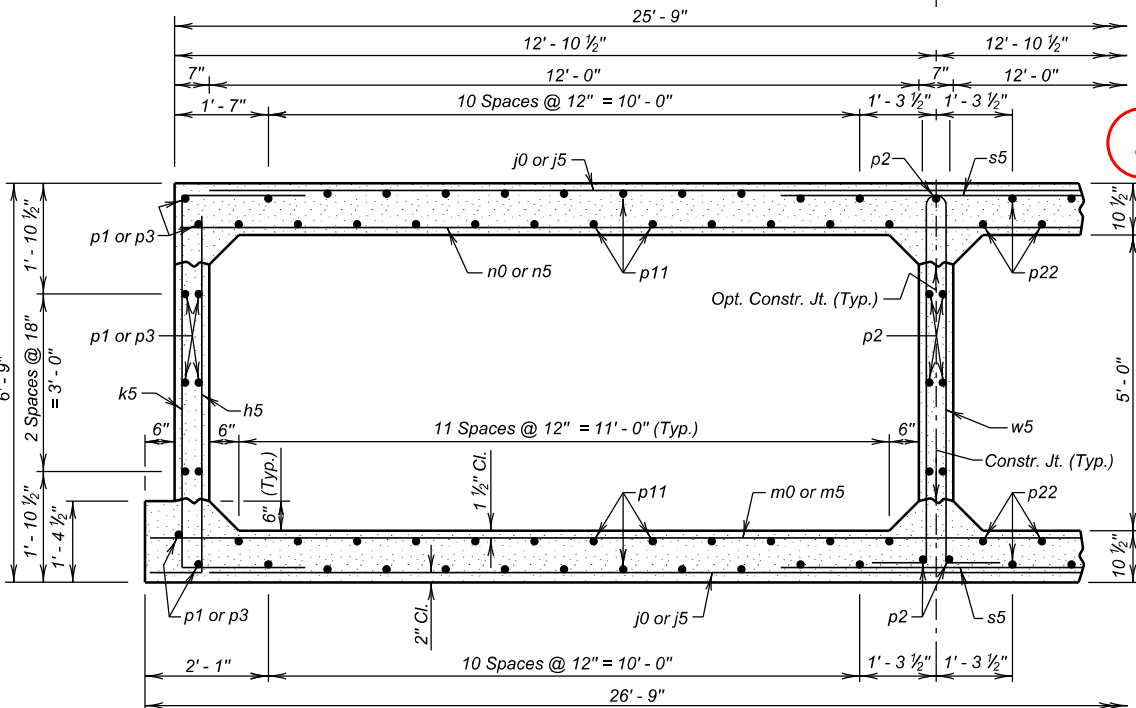 25' - 9"
12' - 10 ½"
12' - 10 ½"
7"
12' - 0"
7"
12' - 0"
1' - 7"
10 Spaces @ 12" = 10' - 0"
1' - 3 ½"
1' - 3 ½"
j0 or j5
p2
s5
p1 or p3
1' - 10 ½"
10 ½"
n0 or n5
p11
p22
Opt. Constr. Jt. (Typ.)
p1 or p3
p2
6' - 9"
2 Spaces @ 18"
= 3' - 0"
5' - 0"
k5
h5
w5
6"
6"
11 Spaces @ 12" = 11' - 0" (Typ.)
6"
Constr. Jt. (Typ.)
6" (Typ.)
1 ½" Cl.
p11
m0 or m5
p22
1' - 10 ½"
1' - 4 ½"
10 ½"
p1 or p3
2" Cl.
j0 or j5
p2
s5
2' - 1"
10 Spaces @ 12" = 10' - 0"
1' - 3 ½"
1' - 3 ½"
26' - 9"